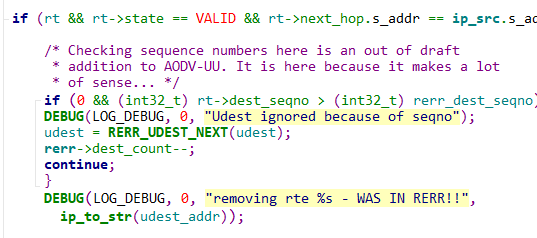 if (rt && rt->state == VALID && rt->next_hop.s_addr == ip_src.s_ad
/* Checking sequence numbers here is an out of draft
* addition to AODV-UU. It is here because it makes a lot
* of sense... */
if (0 && (int32_t) rt->dest_seqno > (int32_t) rerr_dest_seqno)
DEBUG(LOG_DEBUG, 0, "Udest ignored because of seqno");
udest = RERR_UDEST_NEXT(udest);
rerr->dest_count--;
continue;
}
DEBUG(LOG_DEBUG, 0, "removing rte %s - WAS IN RERR!!",
ip_to_str(udest_addr));